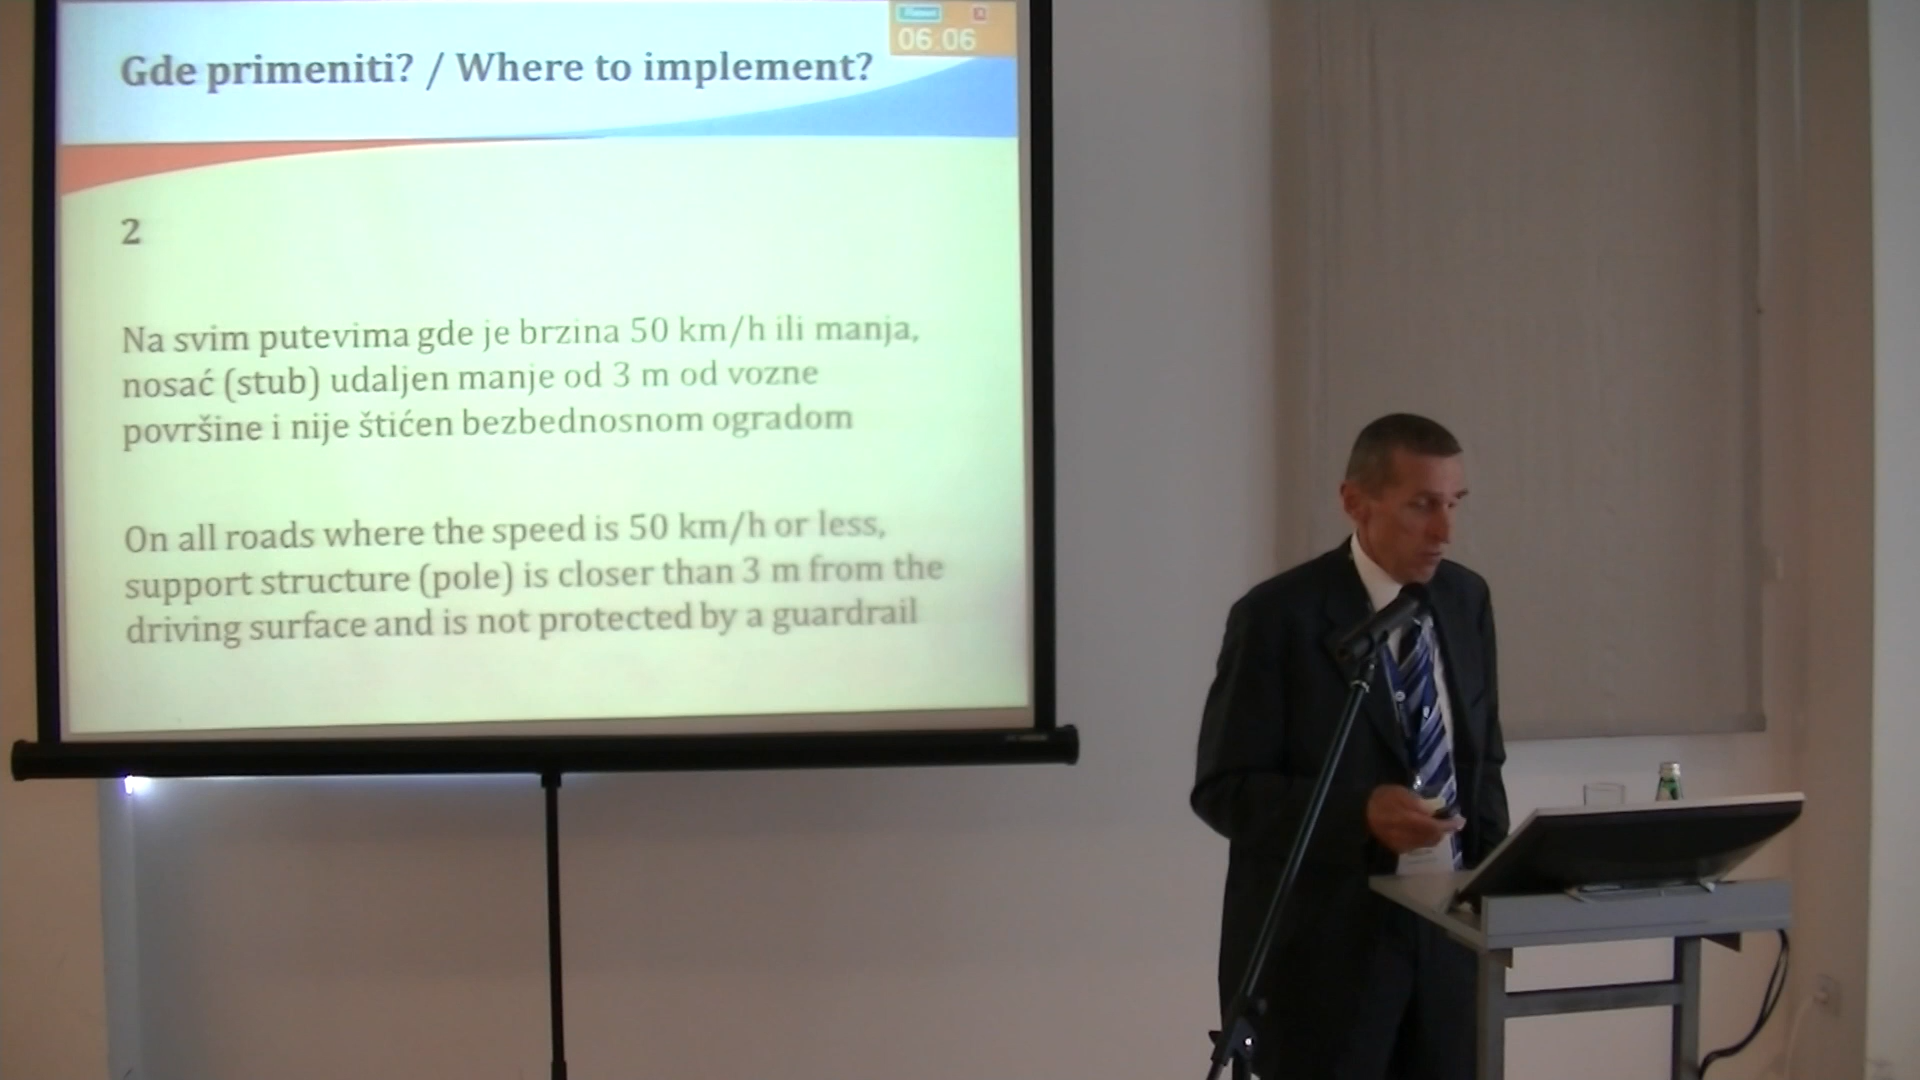 Gde primeniti? / Where to implement?
06:06
2
Na svim putevima gde je brzina 50 km/h ili manja,
nosać (stub) udaljen manje od 3 m od vozne
površine i nije štićen bezbednosnom ogradom
On all roads where the speed is 50 km/h or less,
support structure (pole) is closer than 3 m from the
driving surface and is not protected by a guardrail